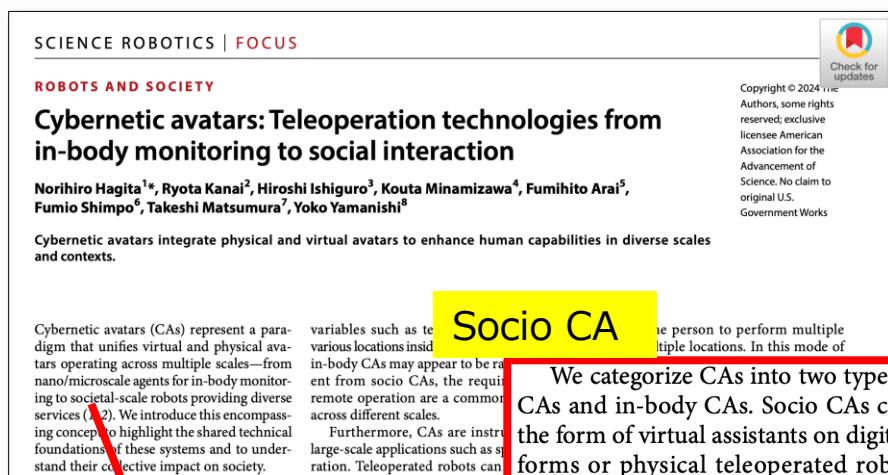 SCIENCE ROBOTICS | FOCUS
Check for
updates
ROBOTS AND SOCIETY
Cybernetic avatars: Teleoperation technologies from
in-body monitoring to social interaction
Norihiro Hagita1*, Ryota Kanai2, Hiroshi Ishiguro3, Kouta Minamizawa4, Fumihito Arai5,
Fumio Shimpo6, Takeshi Matsumura7, Yoko Yamanishi8
Cybernetic avatars integrate physical and virtual avatars to enhance human capabilities in diverse scales
and contexts.
Copyright © 2024 The
Authors, some rights
reserved; exclusive
licensee American
Association for the
Advancement of
Science. No claim to
original U.S.
Government Works
Cybernetic avatars (CAs) represent a para-
digm that unifies virtual and physical ava-
tars operating across multiple scales—from
nano/microscale agents for in-body monitor-
ing to societal-scale robots providing diverse
services (1, 2). We introduce this encompass-
ing concept to highlight the shared technical
foundations of these systems and to under-
stand their collective impact on society.
variables such as
various locations
in-body CAs may appear to be
ent from socio CAs, the
remote operation are a common
across different scales.
Furthermore, CAs are
large-scale applications such as
ration. Teleoperated robots can
Socio CA
person to perform multiple
locations. In this mode of
We categorize CAs into two type
CAs and in-body CAs. Socio CAs
the form of virtual assistants on
forms or physical teleoperated